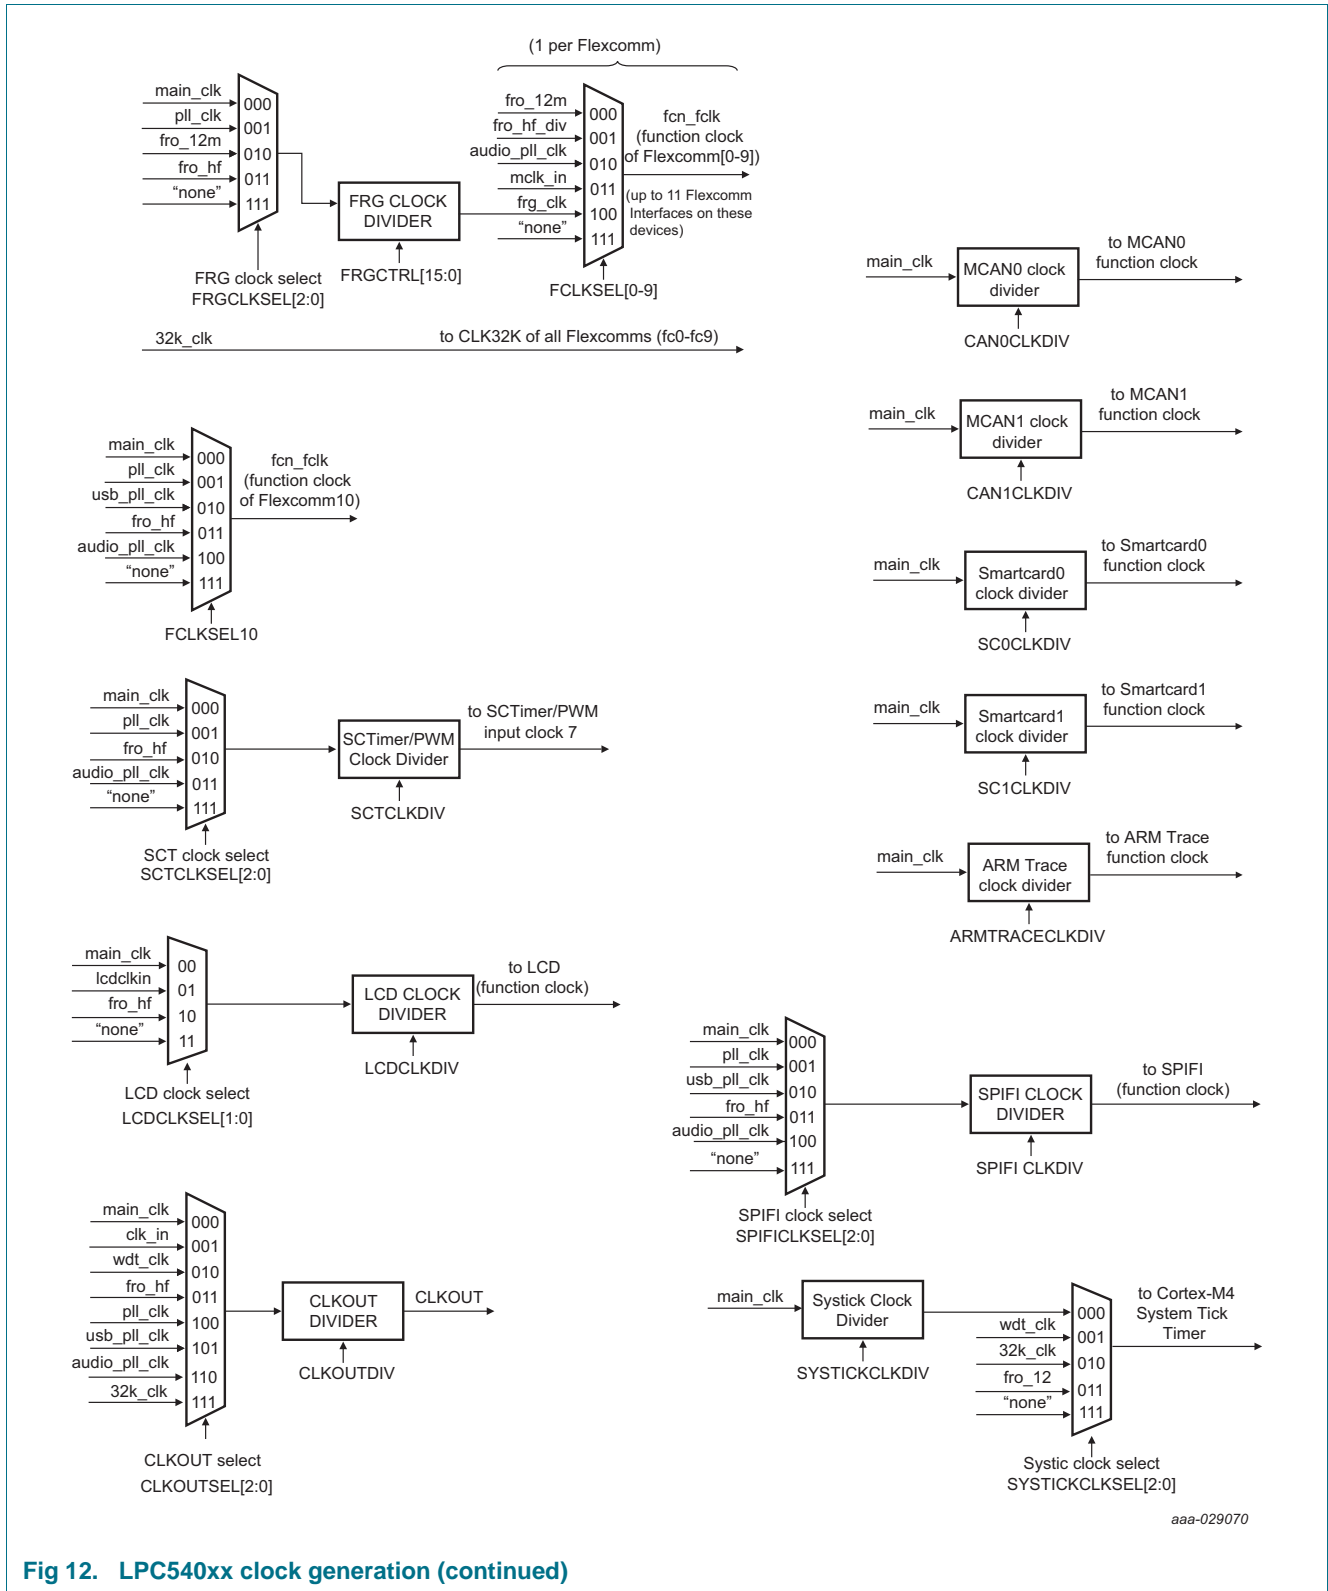 (1 per Flexcomm)
main_clk
pll_clk
fro_12m
fro_hf
“none”
000
001
010
011
111
FRG clock select
FRGCLKSEL[2:0]
FRG CLOCK
DIVIDER
FRGCTRL[15:0]
fro_12m
fro_hf_div
audio_pll_clk
mclk_in
frg_clk
“none”
000
001
010
011
100
111
FCLKSEL[0-9]
fcn_fclk
(function clock
of Flexcomm[0-9])
(up to 11 Flexcomm
Interfaces on these
devices)
32k_clk
to CLK32K of all Flexcomms (fc0-fc9)
main_clk
MCAN0 clock
divider
CAN0CLKDIV
to MCAN0
function clock
main_clk
MCAN1 clock
divider
CAN1CLKDIV
to MCAN1
function clock
main_clk
pll_clk
usb_pll_clk
fro_hf
audio_pll_clk
“none”
000
001
010
011
100
111
FCLKSEL10
fcn_fclk
(function clock
of Flexcomm10)
main_clk
Smartcard0
clock divider
SC0CLKDIV
to Smartcard0
function clock
main_clk
pll_clk
fro_hf
audio_pll_clk
“none”
000
001
010
011
111
SCT clock select
SCTCLKSEL[2:0]
SCTimer/PWM
Clock Divider
SCTCLKDIV
to SCTimer/PWM
input clock 7
main_clk
Smartcard1
clock divider
SC1CLKDIV
to Smartcard1
function clock
main_clk
ARM Trace
clock divider
ARMTRACECLKDIV
to ARM Trace
function clock
main_clk
lcdclkin
fro_hf
“none”
00
01
10
11
LCD clock select
LCDCLKSEL[1:0]
LCD CLOCK
DIVIDER
LCDCLKDIV
to LCD
(function clock)
main_clk
pll_clk
usb_pll_clk
fro_hf
audio_pll_clk
“none”
000
001
010
011
100
111
SPIFI clock select
SPIFICLKSEL[2:0]
SPIFI CLOCK
DIVIDER
SPIFI CLKDIV
to SPIFI
(function clock)
main_clk
clk_in
wdt_clk
fro_hf
pll_clk
usb_pll_clk
audio_pll_clk
32k_clk
000
001
010
011
100
101
110
111
CLKOUT select
CLKOUTSEL[2:0]
CLKOUT
DIVIDER
CLKOUTDIV
CLKOUT
main_clk
Systick Clock
Divider
SYSTICKCLKDIV
wdt_clk
32k_clk
fro_12
“none”
000
001
010
011
111
Systic clock select
SYSTICKCLKSEL[2:0]
to Cortex-M4
System Tick
Timer
aaa-029070
Fig 12. LPC540xx clock generation (continued)